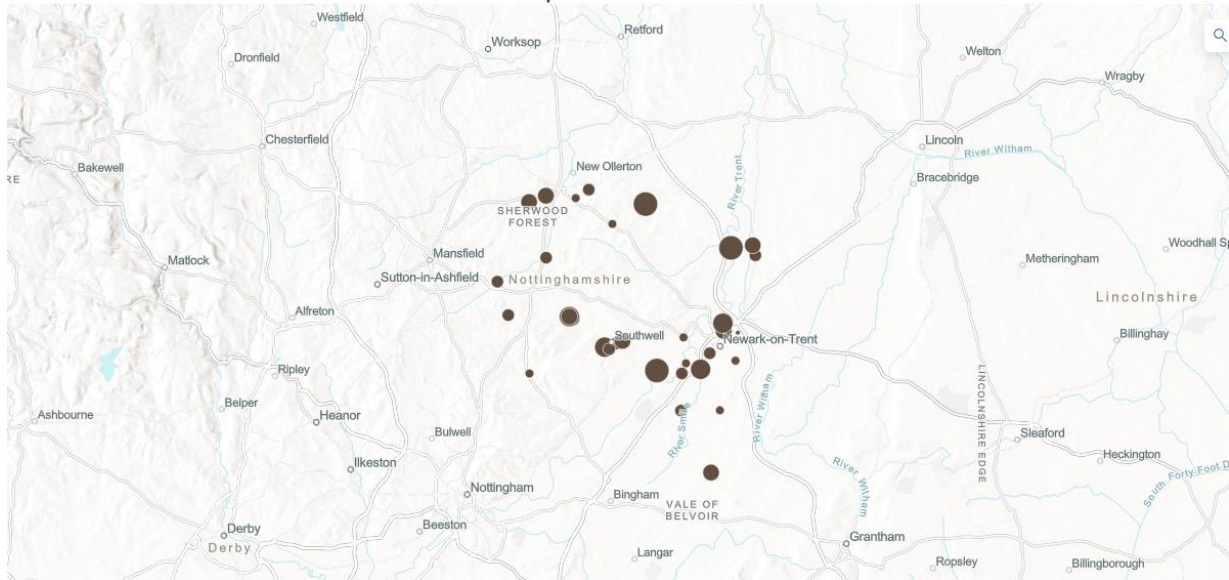 Westfield
Retford
Worksop
Welton
Dronfield
Wragby
Chesterfield
Lincoln
River Witham
Bakewell
New Ollerton
River Trent
Bracebridge
RE
SHERWOOD
FOREST
Woodhall Sp
Mansfield
Matlock
Metheringham
Sutton-in-Ashfield
Nottinghamshire
Lincolnshire
Alfreton
Southwell
Newark-on-Trent
Billinghay
Ripley
LINCOLNSHIRE EDGE
Belper
River Witham
Ashbourne
Heanor
River Smite
Bulwell
Sleaford
Ilkeston
Heckington
River Witham
South Forty Foot D
Nottingham
Bingham
VALE OF
BELVOIR
Beeston
Derby
Derby
Grantham
Langar
Ropsley
Billingborough